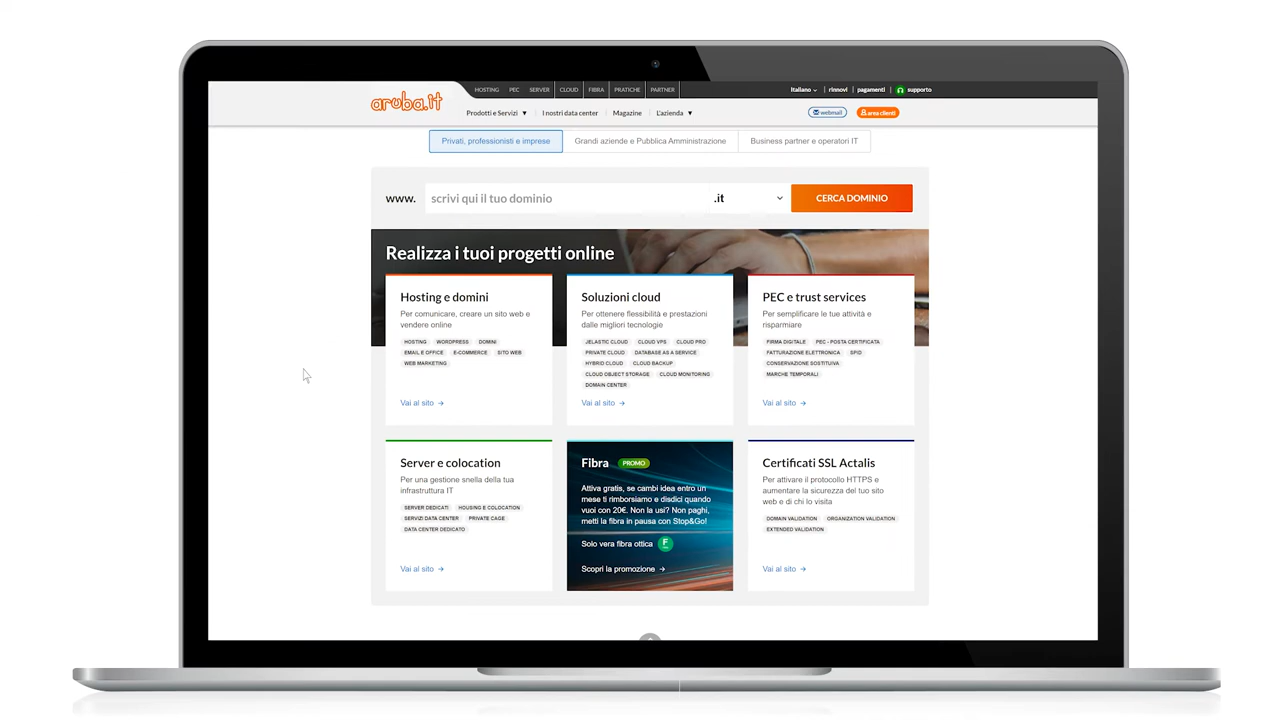 aruba.it
HOSTING PEC SERVER CLOUD FIBRA PRATICHE PARTNER
Italiano rinnovi pagamenti supporto
Prodotti e Servizi I nostri data center Magazine L'azienda
webmail area clienti
Privati, professionisti e imprese Grandi aziende e Pubblica Amministrazione Business partner e operatori IT
www. scrivi qui il tuo dominio .it CERCA DOMINIO
Realizza i tuoi progetti online
Hosting e domini
Per comunicare, creare un sito web e
vendere online
HOSTING WORDPRESS DOMINI
EMAIL E OFFICE E-COMMERCE SITO WEB
WEB MARKETING
Vai al sito →
Soluzioni cloud
Per ottenere flessibilità e prestazioni
dalle migliori tecnologie
JELASTIC CLOUD CLOUD VPS CLOUD PRO
PRIVATE CLOUD DATABASE AS A SERVICE
HYBRID CLOUD CLOUD BACKUP
CLOUD OBJECT STORAGE CLOUD MONITORING
DOMAIN CENTER
Vai al sito →
PEC e trust services
Per semplificare le tue attività e
risparmiare
FIRMA DIGITALE PEC - POSTA CERTIFICATA
FATTURAZIONE ELETTRONICA SPID
CONSERVAZIONE SOSTITUIVA
MARCHE TEMPORALI
Vai al sito →
Server e colocation
Per una gestione snella della tua
infrastruttura IT
SERVER DEDICATI HOUSING E COLOCATION
SERVIZI DATA CENTER PRIVATE CAGE
DATA CENTER DEDICATO
Vai al sito →
Fibra PROMO
Attiva gratis, se cambi idea entro un
mese ti rimborsiamo e disdici quando
vuoi con 20€. Non la usi? Non paghi,
metti la fibra in pausa con Stop&Go!
Solo vera fibra ottica F
Scopri la promozione →
Certificati SSL Actalis
Per attivare il protocollo HTTPS e
aumentare la sicurezza del tuo sito
web e di chi lo visita
DOMAIN VALIDATION ORGANIZATION VALIDATION
EXTENDED VALIDATION
Vai al sito →